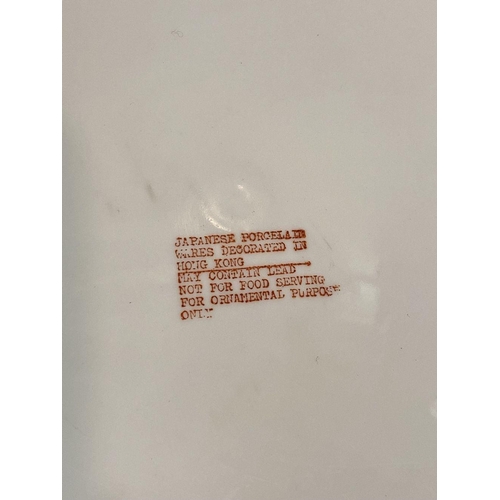 JAPANESE PORCELAIN
WARES DECORATED IN
HONG KONG
MAY CONTAIN LEAD
NOT FOR FOOD SERVING
FOR ORNAMENTAL PURPOSE
ONLY